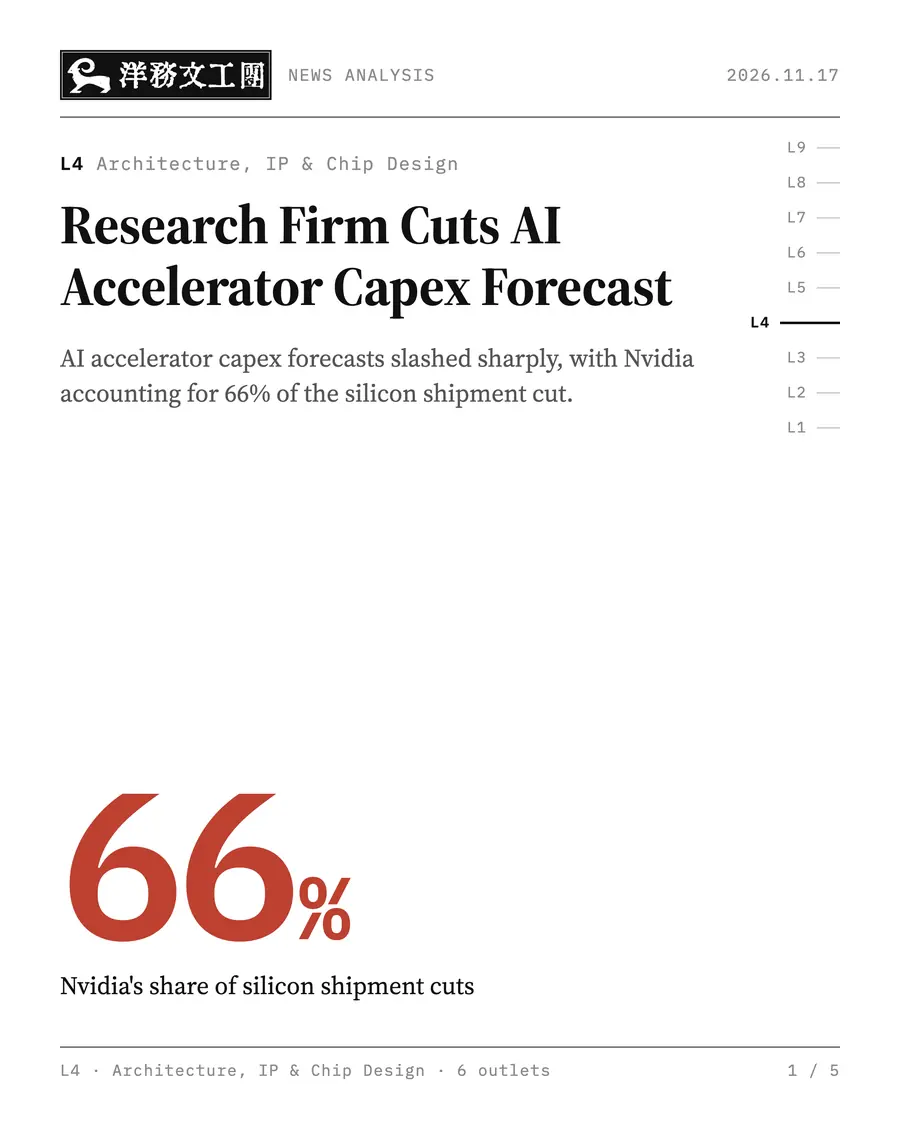 洋務文工團
NEWS ANALYSIS
2026.11.17
L4 Architecture, IP & Chip Design
Research Firm Cuts AI
Accelerator Capex Forecast
AI accelerator capex forecasts slashed sharply, with Nvidia
accounting for 66% of the silicon shipment cut.
L9
L8
L7
L6
L5
L4
L3
L2
L1
66%
Nvidia's share of silicon shipment cuts
L4 · Architecture, IP & Chip Design · 6 outlets
1 / 5